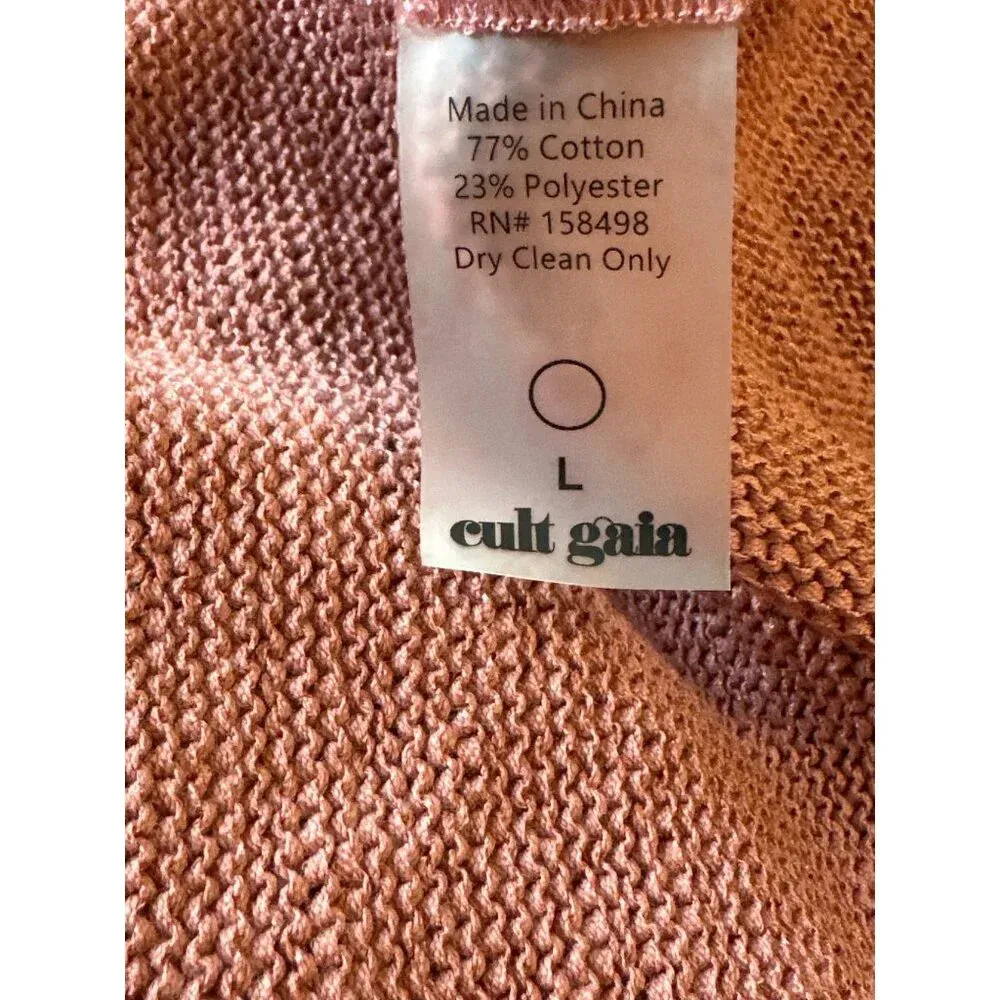 Made in China
77% Cotton
23% Polyester
RN# 158498
Dry Clean Only
L
cult gaia